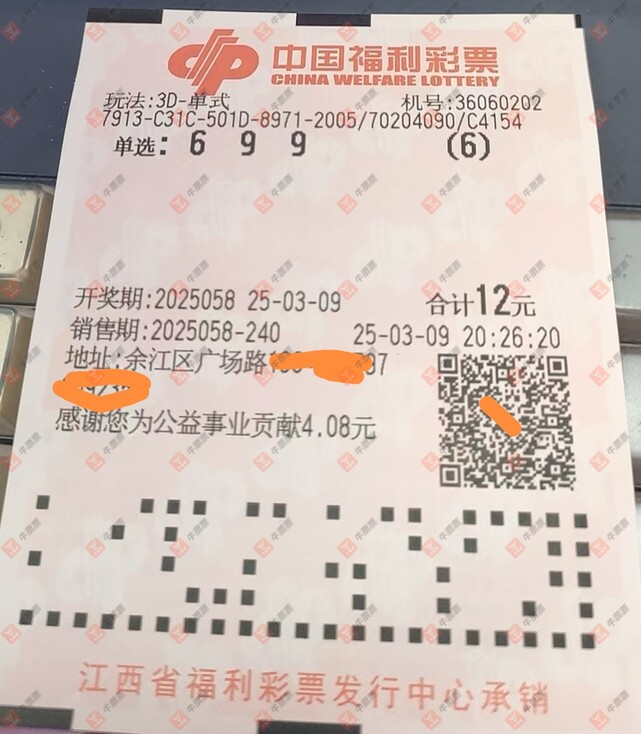 中国福利彩票
CHINA WELFARE LOTTERY
玩法:3D-单式 机号:36060202
7913-C31C-501D-8971-2005/70204090/C4154
单选: 6 9 9 (6)
开奖期:2025058 25-03-09 合计12元
销售期:2025058-240 25-03-09 20:26:20
地址:余江区广场路
感谢您为公益事业贡献4.08元
江西省福利彩票发行中心承销